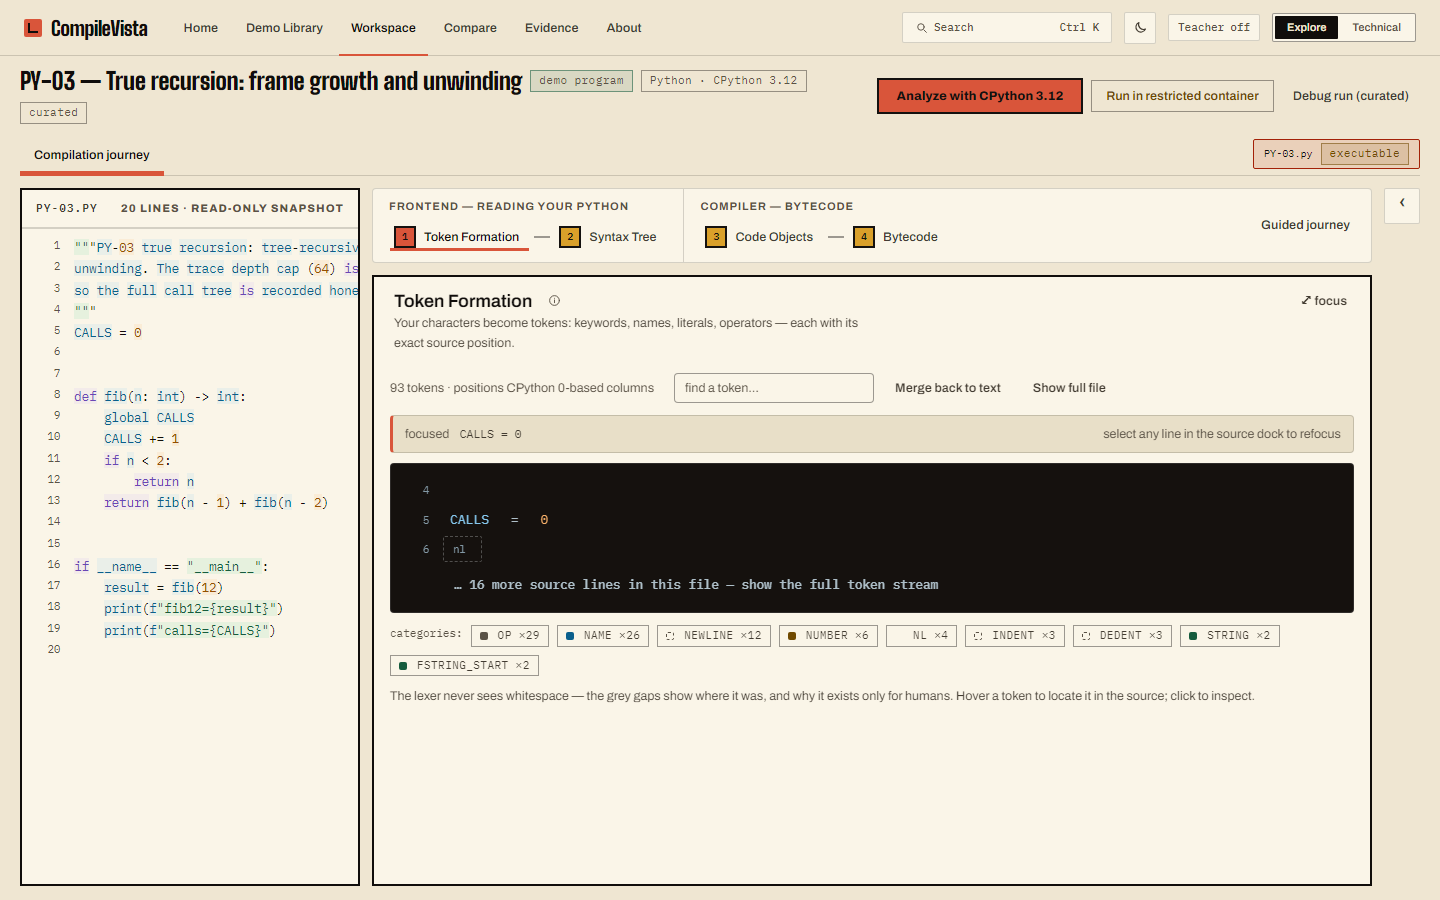 CompileVista
Home
Demo Library
Workspace
Compare
Evidence
About
Search
Ctrl K
Teacher off
Explore
Technical
PY-03 — True recursion: frame growth and unwinding
demo program
Python · CPython 3.12
curated
Analyze with CPython 3.12
Run in restricted container
Debug run (curated)
Compilation journey
PY-03.py
executable
PY-03.PY
20 LINES · READ-ONLY SNAPSHOT
1 """PY-03 true recursion: tree-recursiv
2 unwinding. The trace depth cap (64) is
3 so the full call tree is recorded hone
4 """
5 CALLS = 0
6
7
8 def fib(n: int) -> int:
9 global CALLS
10 CALLS += 1
11 if n < 2:
12 return n
13 return fib(n - 1) + fib(n - 2)
14
15
16 if __name__ == "__main__":
17 result = fib(12)
18 print(f"fib12={result}")
19 print(f"calls={CALLS}")
20
FRONTEND — READING YOUR PYTHON
1 Token Formation — 2 Syntax Tree
COMPILER — BYTECODE
3 Code Objects — 4 Bytecode
Guided journey
‹
Token Formation
focus
Your characters become tokens: keywords, names, literals, operators — each with its
exact source position.
93 tokens · positions CPython 0-based columns
find a token...
Merge back to text
Show full file
focused CALLS = 0
select any line in the source dock to refocus
4
5 CALLS = 0
6 nl
… 16 more source lines in this file — show the full token stream
categories:
OP ×29
NAME ×26
NEWLINE ×12
NUMBER ×6
NL ×4
INDENT ×3
DEDENT ×3
STRING ×2
FSTRING_START ×2
The lexer never sees whitespace — the grey gaps show where it was, and why it exists only for humans. Hover a token to locate it in the source; click to inspect.